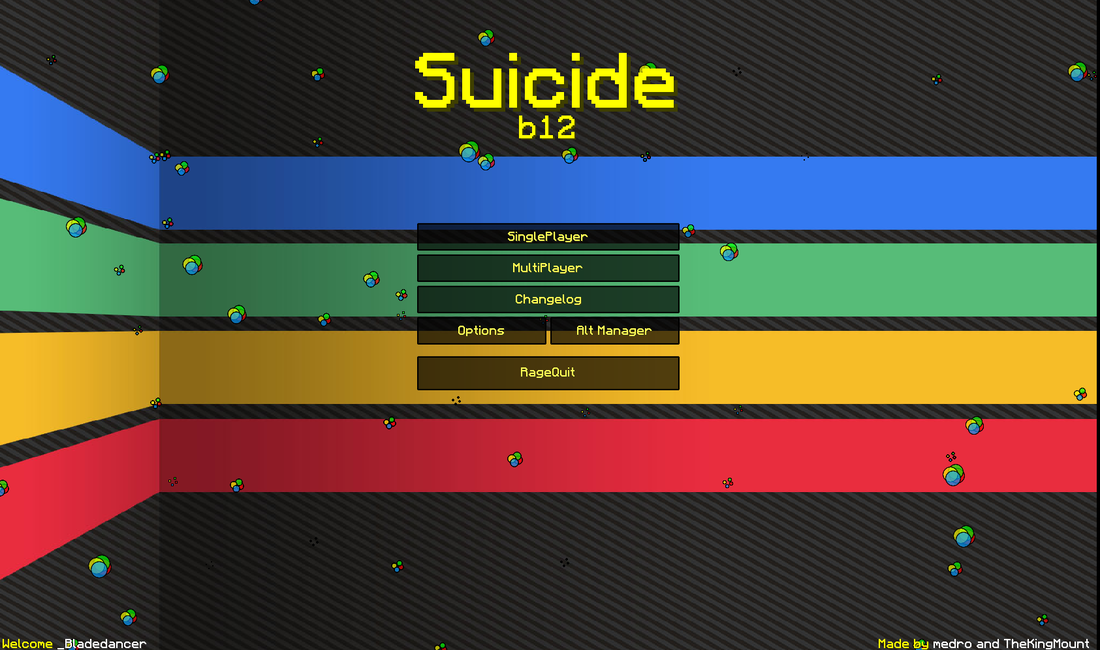 Suicide
b12
SinglePlayer
MultiPlayer
Changelog
Options
Alt Manager
RageQuit
Welcome _Bladedancer
Made by medro and TheKingMount